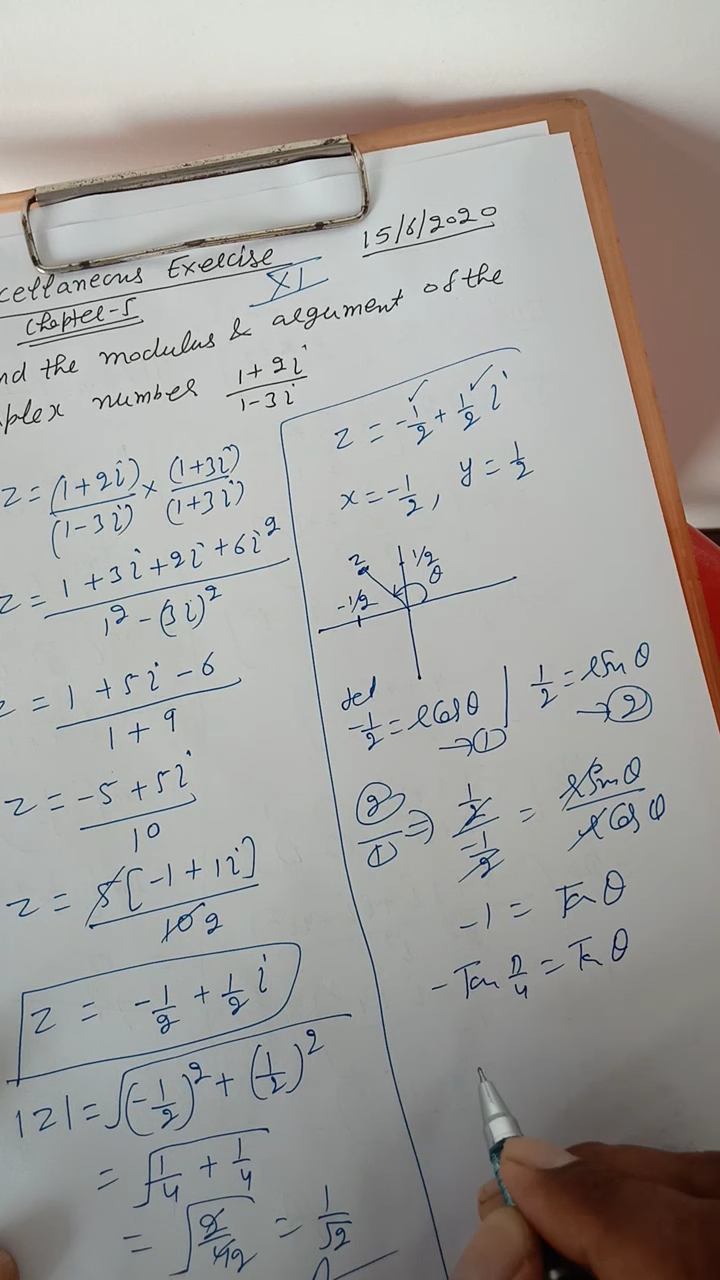 cellaneous Exercise
15/6/2020
Chapter-5
XI
nd the modulus & argument of the
plex number (1+2i)/(1-3i)
z = (1+2i)/(1-3i) × (1+3i)/(1+3i)
z = (1+3i+2i+6i²)/(1²-(3i)²)
z = (1+5i-6)/(1+9)
z = (-5+5i)/10
z = 5[-1+1i]/10 2
z = -1/2 + 1/2 i
|z| = √((-1/2)² + (1/2)²)
= √(1/4 + 1/4)
= √(2/4 2) = 1/√2
z = -1/2 + 1/2 i
x = -1/2, y = 1/2
z 1/2 θ
-1/2
let
-1/2 = r cos θ → ① | 1/2 = r sin θ → ②
②/① ⇒ (1/2)/(-1/2) = (r sin θ)/(r cos θ)
-1 = Tan θ
-Tan π/4 = Tan θ